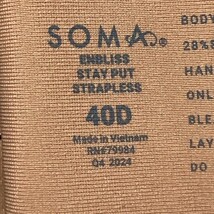 SOMA®
ENBLISS
STAY PUT
STRAPLESS
40D
Made in Vietnam
RN#79984
Q4 2024
BODY
28%
HAN
ONL
BLE
LAY
DO